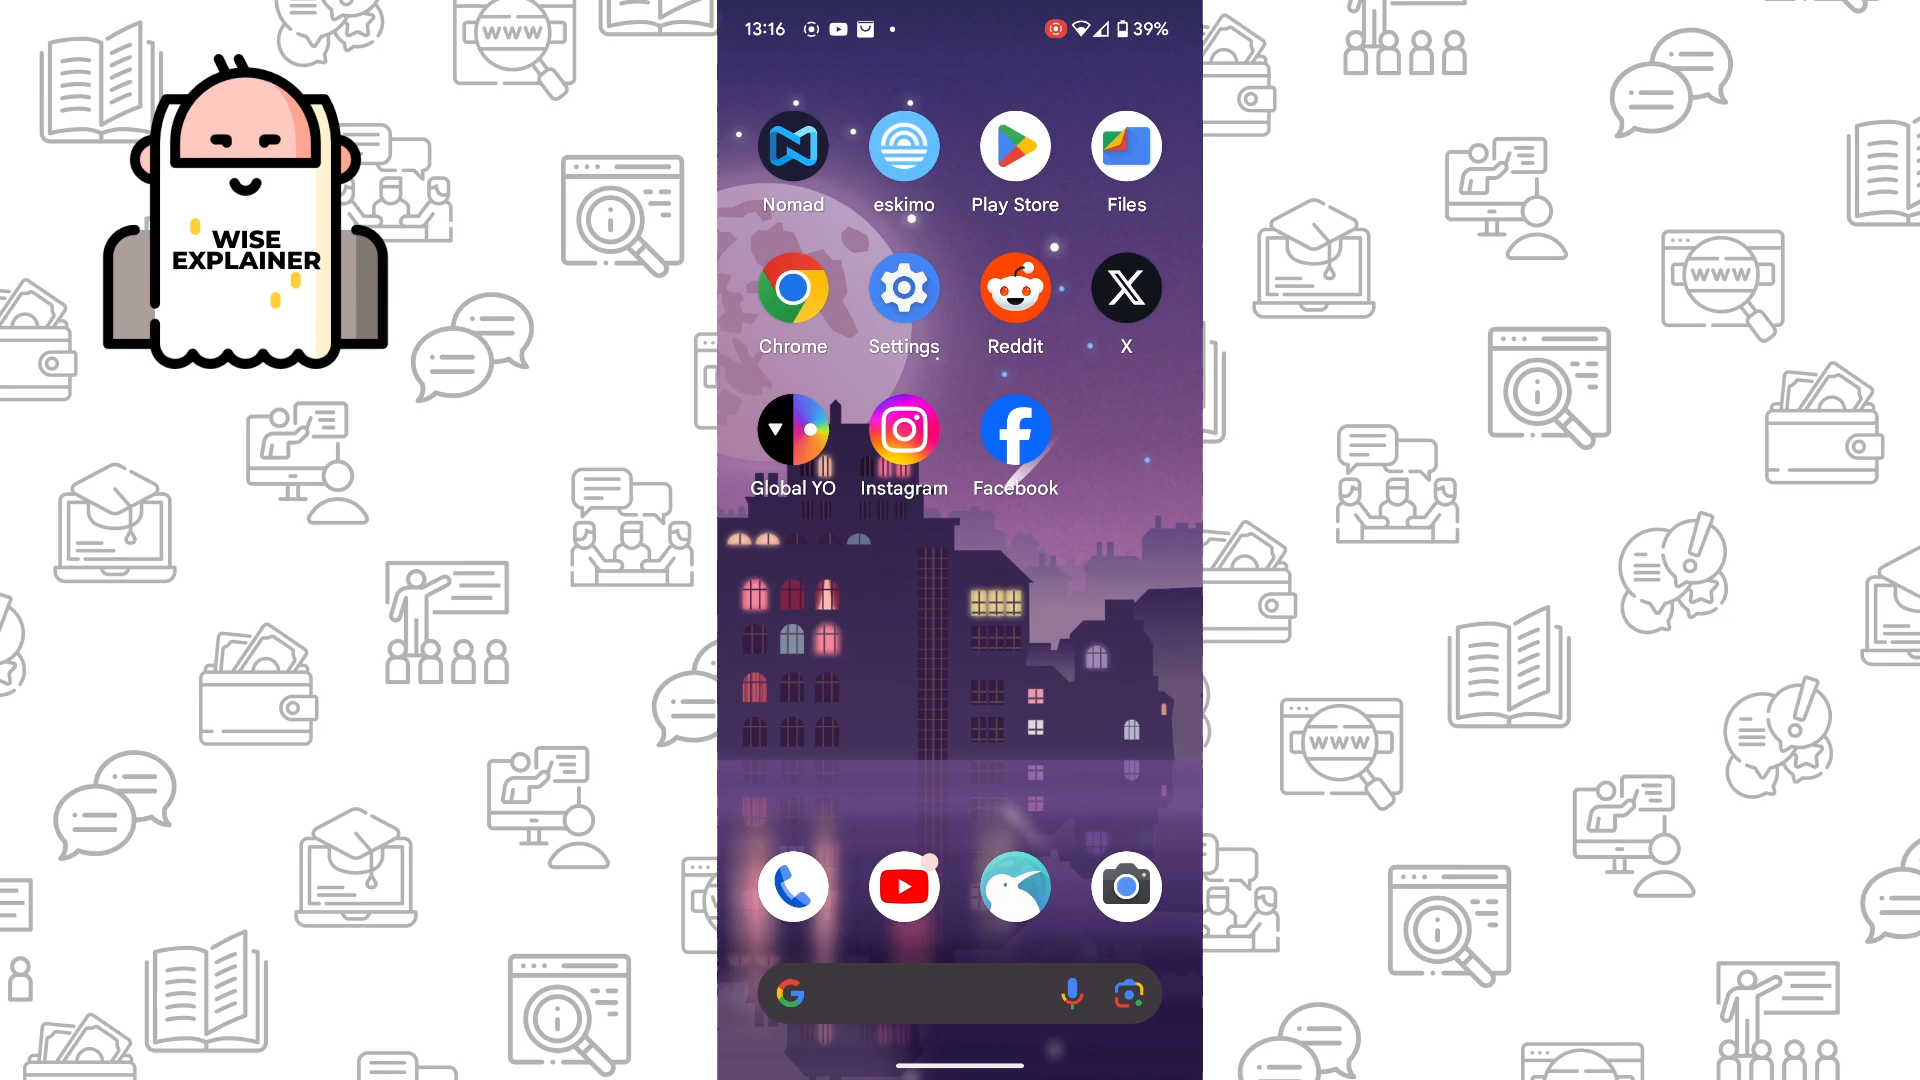 WWW
WISE
EXPLAINER
13:16
39%
Nomad
eskimo
Play Store
Files
Chrome
Settings
Reddit
X
Global YO
Instagram
Facebook
WWW
WWW